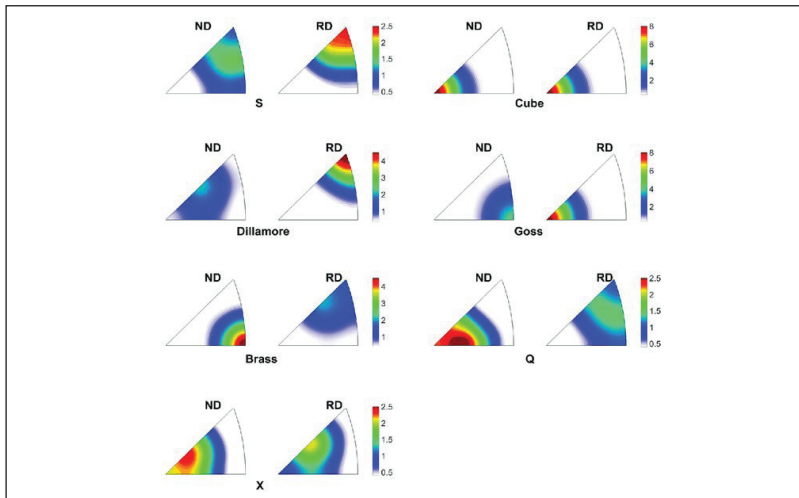 ND RD 2.5 2 1.5 1 0.5
S
ND RD 8 6 4 2
Cube
ND RD 4 3 2 1
Dillamore
ND RD 8 6 4 2
Goss
ND RD 4 3 2 1
Brass
ND RD 2.5 2 1.5 1 0.5
Q
ND RD 2.5 2 1.5 1 0.5
X